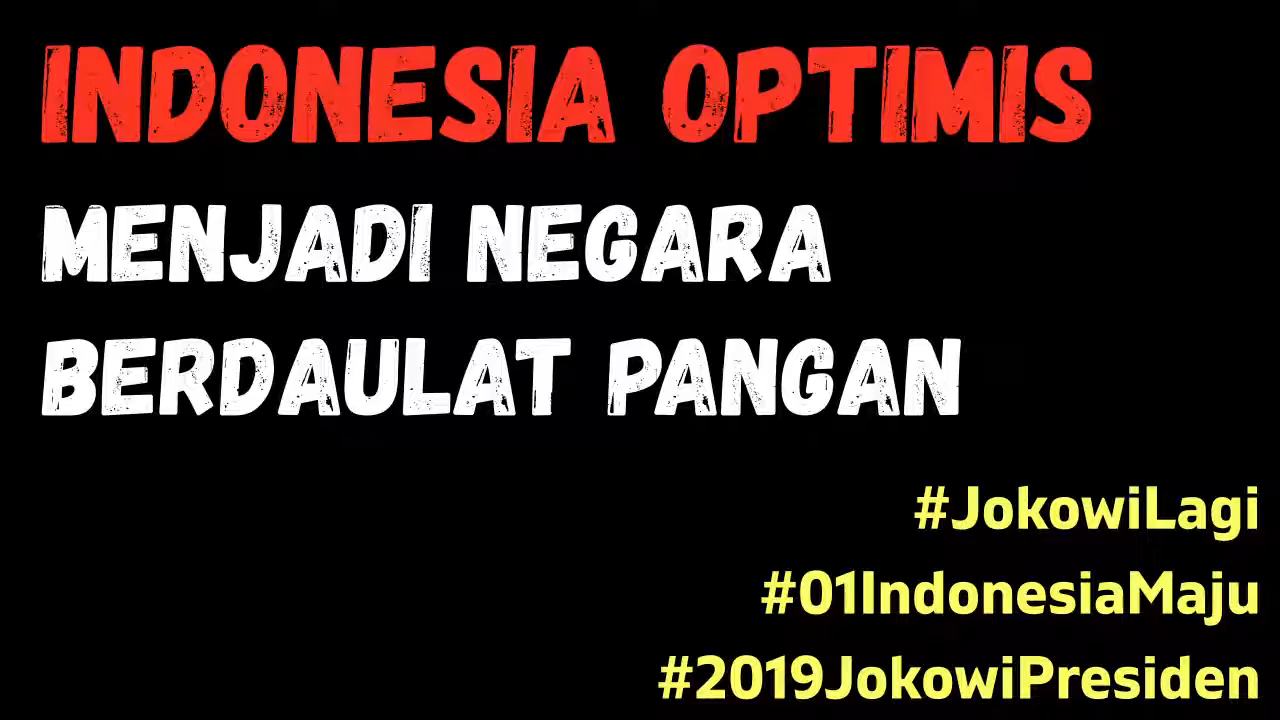 INDONESIA OPTIMIS
MENJADI NEGARA
BERDAULAT PANGAN
#JokowiLagi
#01IndonesiaMaju
#2019JokowiPresiden